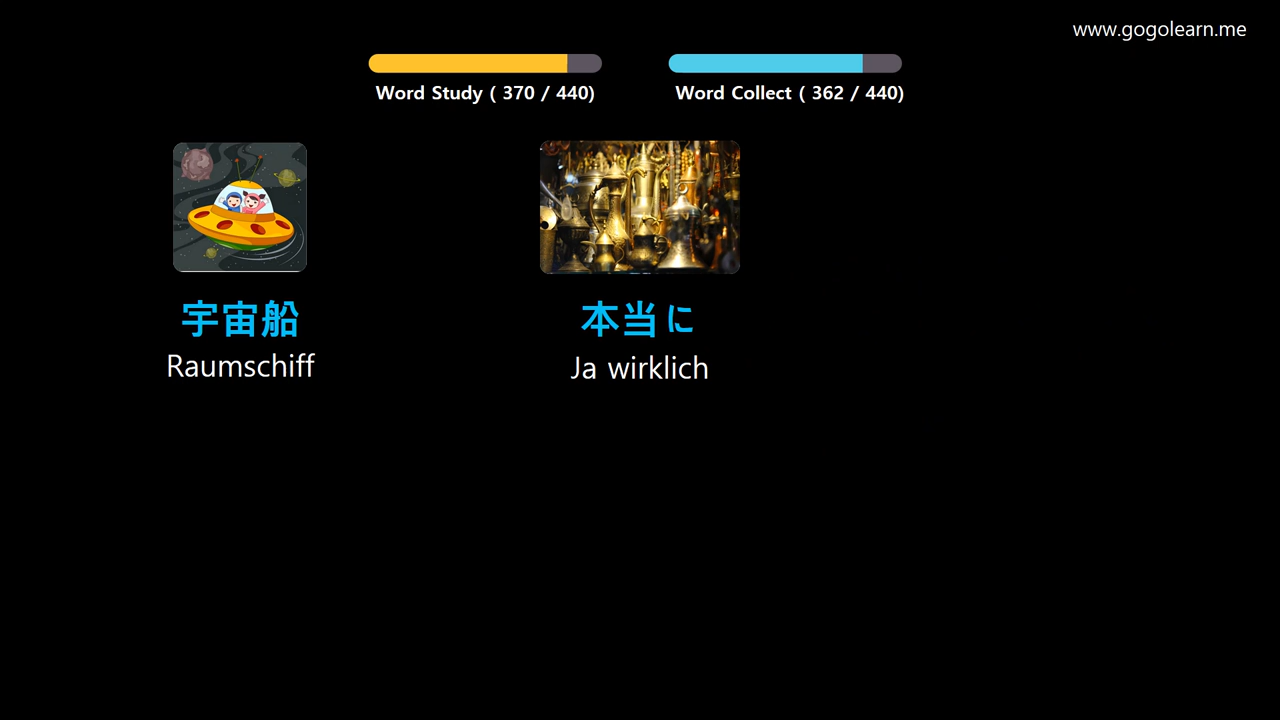 www.gogolearn.me
Word Study ( 370 / 440)
Word Collect ( 362 / 440)
宇宙船
Raumschiff
本当に
Ja wirklich